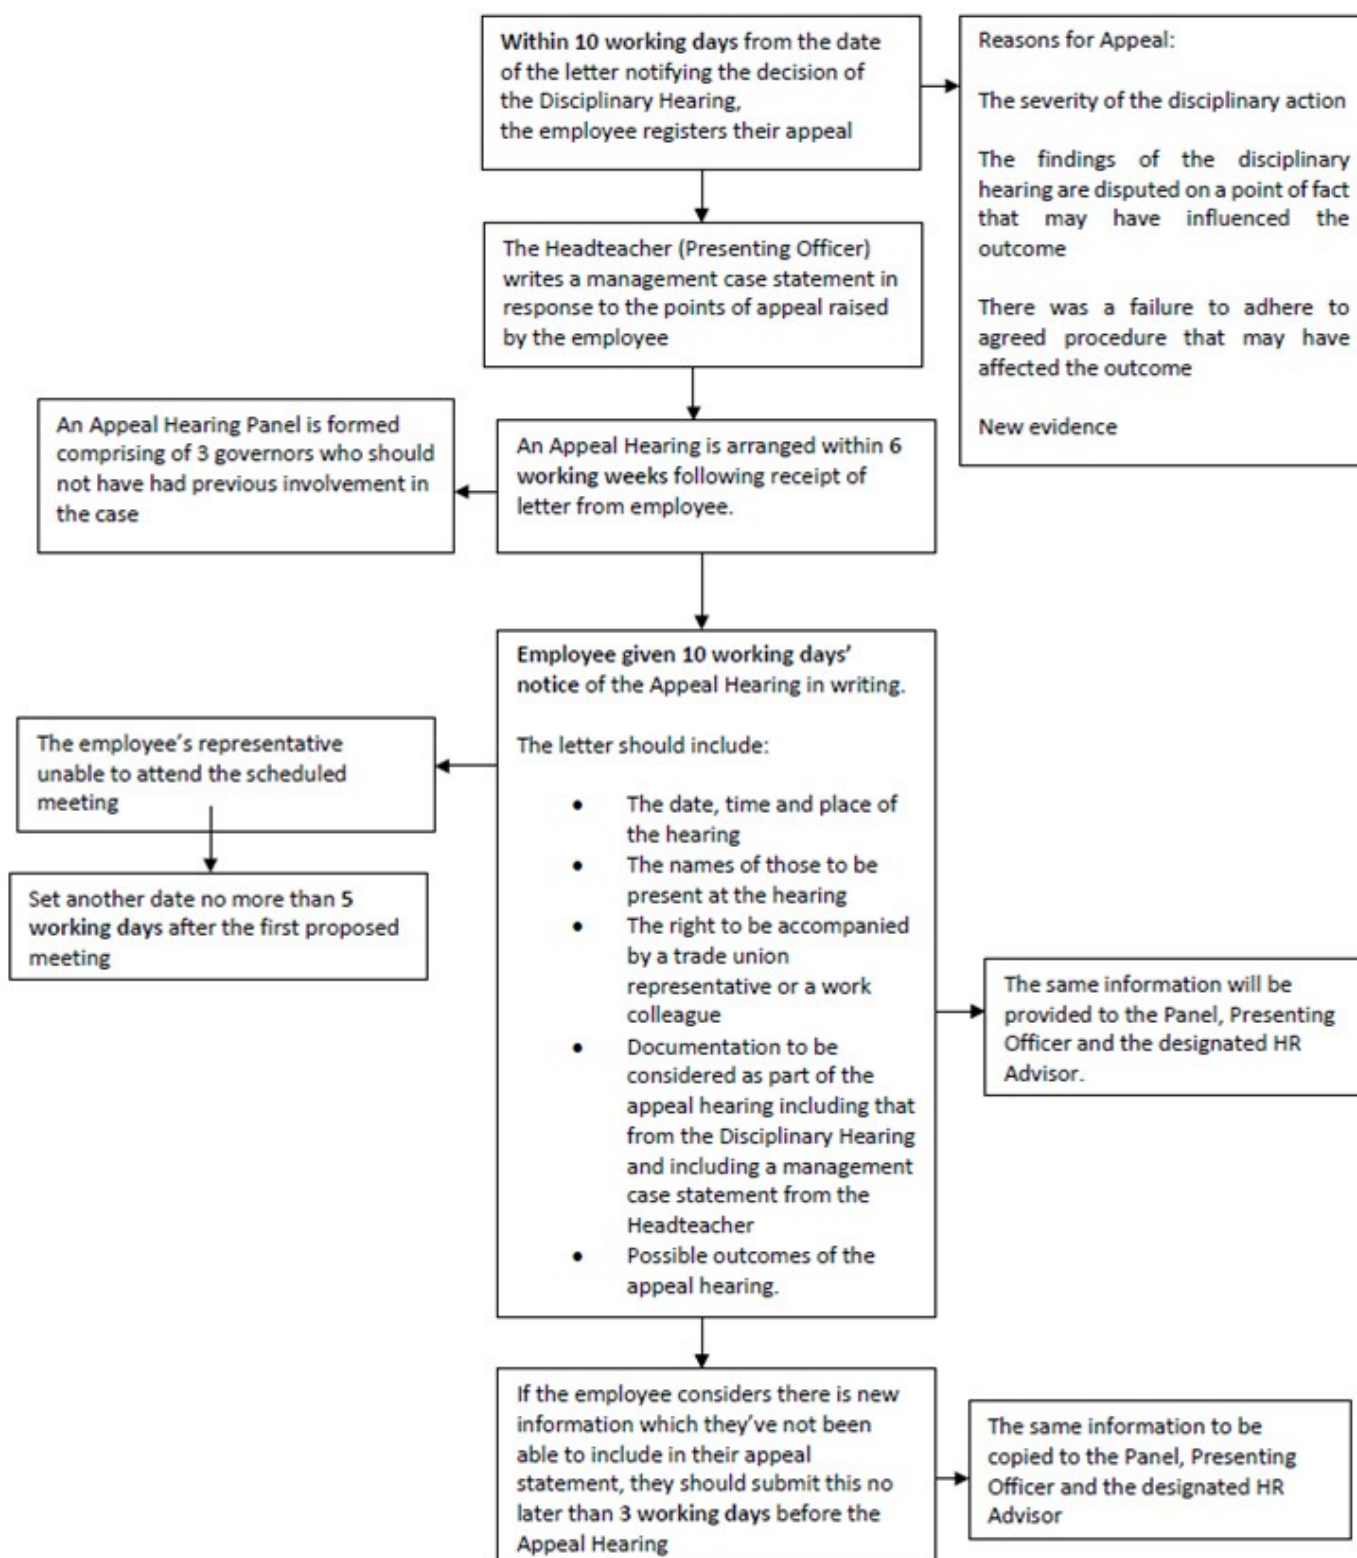 Within 10 working days from the date
of the letter notifying the decision of
the Disciplinary Hearing,
the employee registers their appeal
Reasons for Appeal:
The severity of the disciplinary action
The findings of the disciplinary
hearing are disputed on a point of fact
that may have influenced the
outcome
There was a failure to adhere to
agreed procedure that may have
affected the outcome
New evidence
The Headteacher (Presenting Officer)
writes a management case statement in
response to the points of appeal raised
by the employee
An Appeal Hearing Panel is formed
comprising of 3 governors who should
not have had previous involvement in
the case
An Appeal Hearing is arranged within 6
working weeks following receipt of
letter from employee.
Employee given 10 working days’
notice of the Appeal Hearing in writing.
The letter should include:
• The date, time and place of
the hearing
• The names of those to be
present at the hearing
• The right to be accompanied
by a trade union
representative or a work
colleague
• Documentation to be
considered as part of the
appeal hearing including that
from the Disciplinary Hearing
and including a management
case statement from the
Headteacher
• Possible outcomes of the
appeal hearing.
The employee’s representative
unable to attend the scheduled
meeting
Set another date no more than 5
working days after the first proposed
meeting
The same information will be
provided to the Panel, Presenting
Officer and the designated HR
Advisor.
If the employee considers there is new
information which they’ve not been
able to include in their appeal
statement, they should submit this no
later than 3 working days before the
Appeal Hearing
The same information to be
copied to the Panel, Presenting
Officer and the designated HR
Advisor